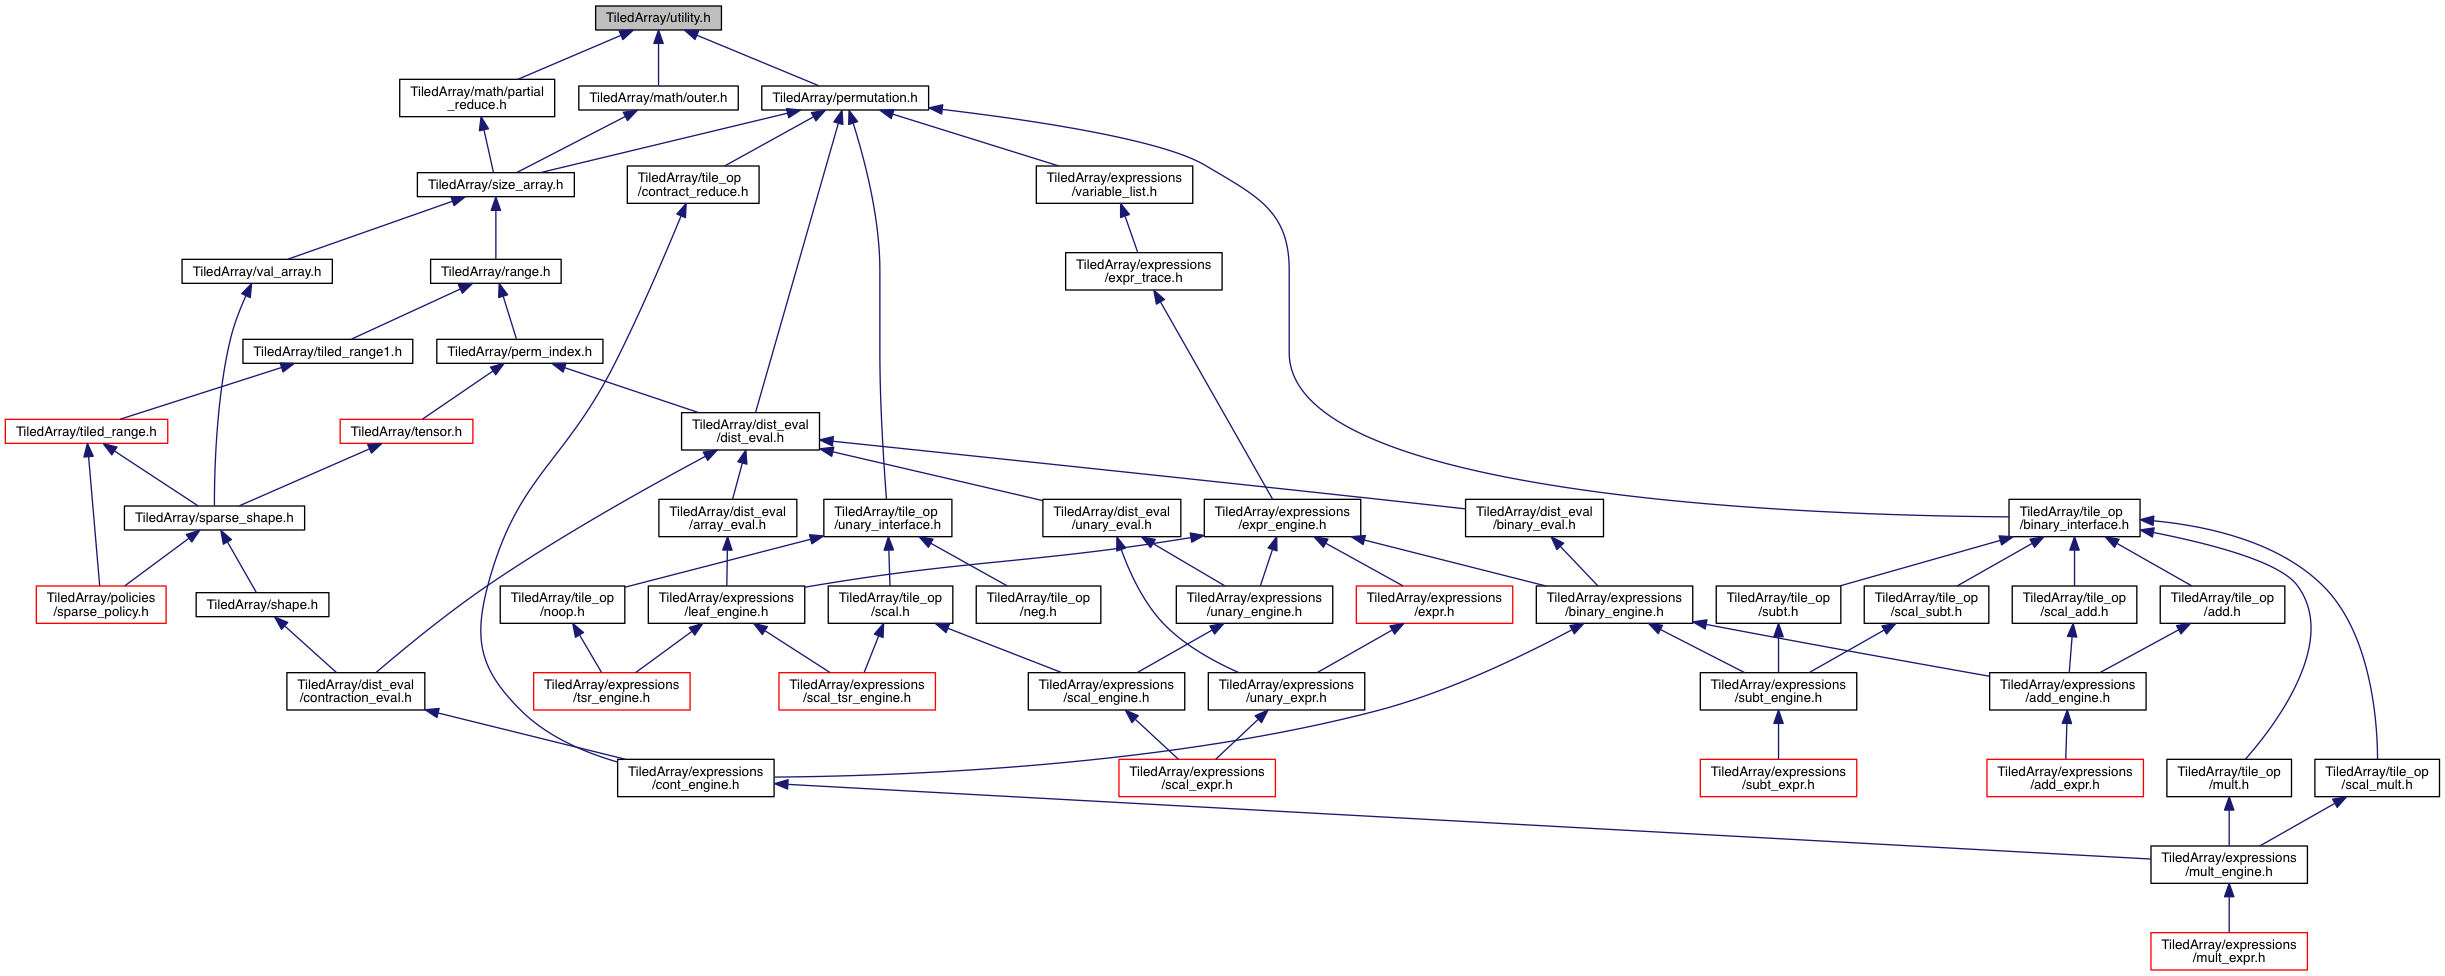 TiledArray/utility.h
TiledArray/math/partial
_reduce.h
TiledArray/math/outer.h
TiledArray/permutation.h
TiledArray/size_array.h
TiledArray/tile_op
/contract_reduce.h
TiledArray/expressions
/variable_list.h
TiledArray/val_array.h
TiledArray/range.h
TiledArray/expressions
/expr_trace.h
TiledArray/tiled_range1.h
TiledArray/perm_index.h
TiledArray/tiled_range.h
TiledArray/tensor.h
TiledArray/dist_eval
/dist_eval.h
TiledArray/sparse_shape.h
TiledArray/dist_eval
/array_eval.h
TiledArray/tile_op
/unary_interface.h
TiledArray/dist_eval
/unary_eval.h
TiledArray/expressions
/expr_engine.h
TiledArray/dist_eval
/binary_eval.h
TiledArray/tile_op
/binary_interface.h
TiledArray/policies
/sparse_policy.h
TiledArray/shape.h
TiledArray/tile_op
/noop.h
TiledArray/expressions
/leaf_engine.h
TiledArray/tile_op
/scal.h
TiledArray/tile_op
/neg.h
TiledArray/expressions
/unary_engine.h
TiledArray/expressions
/expr.h
TiledArray/expressions
/binary_engine.h
TiledArray/tile_op
/subt.h
TiledArray/tile_op
/scal_subt.h
TiledArray/tile_op
/scal_add.h
TiledArray/tile_op
/add.h
TiledArray/dist_eval
/contraction_eval.h
TiledArray/expressions
/tsr_engine.h
TiledArray/expressions
/scal_tsr_engine.h
TiledArray/expressions
/scal_engine.h
TiledArray/expressions
/unary_expr.h
TiledArray/expressions
/subt_engine.h
TiledArray/expressions
/add_engine.h
TiledArray/expressions
/cont_engine.h
TiledArray/expressions
/scal_expr.h
TiledArray/expressions
/subt_expr.h
TiledArray/expressions
/add_expr.h
TiledArray/tile_op
/mult.h
TiledArray/tile_op
/scal_mult.h
TiledArray/expressions
/mult_engine.h
TiledArray/expressions
/mult_expr.h